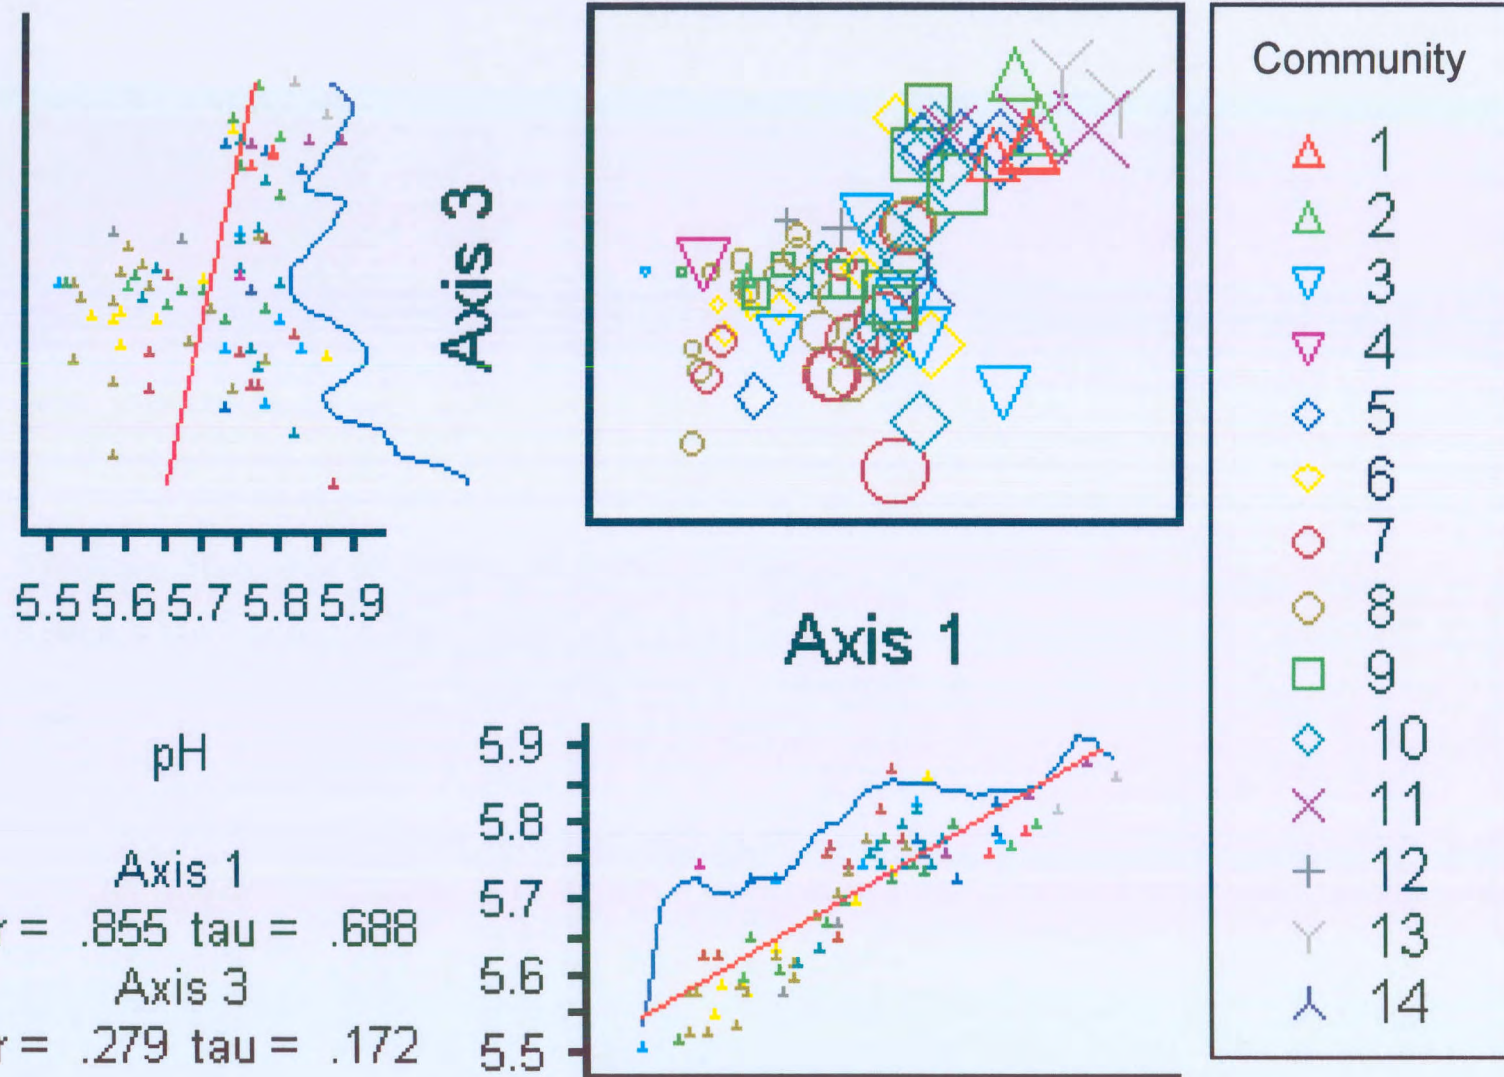 Axis 3
5.5 5.6 5.7 5.8 5.9
Axis 1
Community
1
2
3
4
5
6
7
8
9
10
11
12
13
14
pH
Axis 1
r = .855 tau = .688
Axis 3
r = .279 tau = .172
5.9
5.8
5.7
5.6
5.5